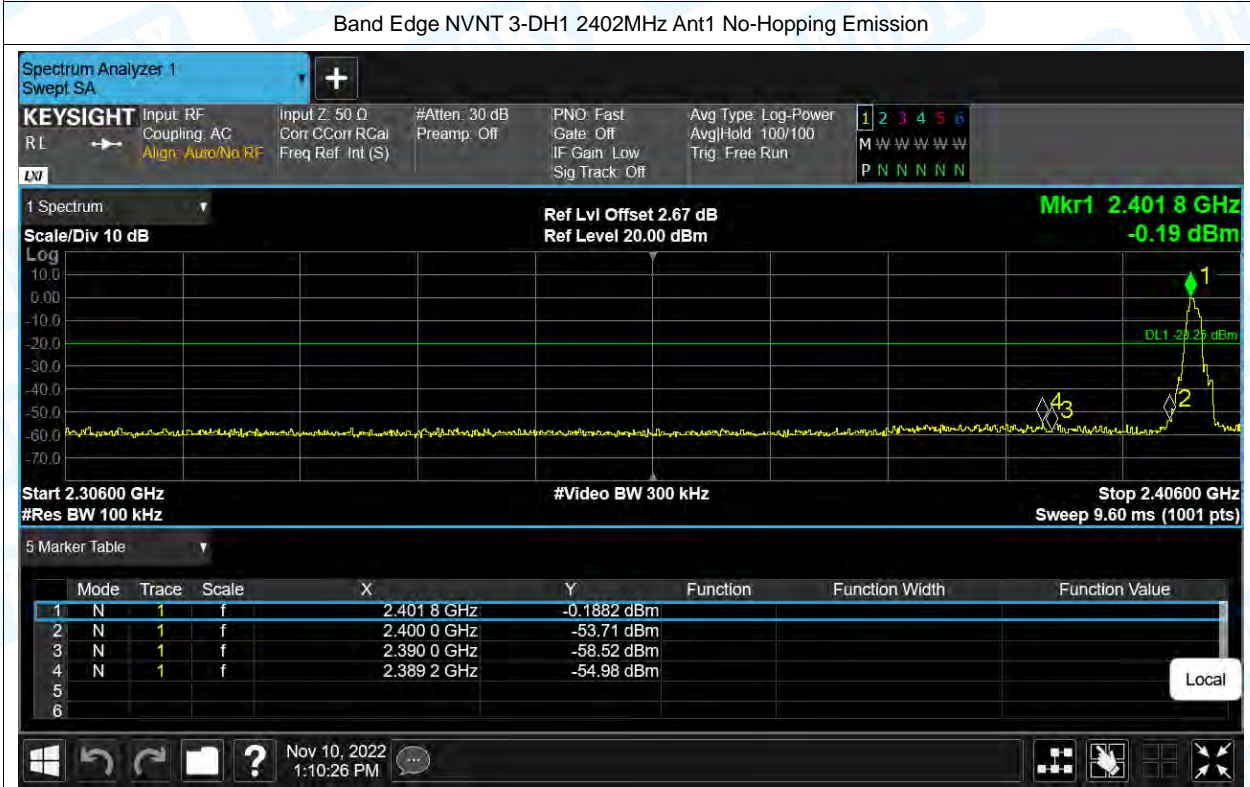 Band Edge NVNT 3-DH1 2402MHz Ant1 No-Hopping Emission
Spectrum Analyzer 1
Swept SA
+
KEYSIGHT
RL
LXI
Input: RF
Coupling: AC
Align: Auto/No RF
Input Z: 50 Ω
Corr CCorr RCal
Freq Ref: Int (S)
#Atten: 30 dB
Preamp: Off
PNO: Fast
Gate: Off
IF Gain: Low
Sig Track: Off
Avg Type: Log-Power
Avg|Hold: 100/100
Trig: Free Run
1 2 3 4 5 6
M W W W W W
P N N N N N
1 Spectrum
Scale/Div 10 dB
Ref Lvl Offset 2.67 dB
Ref Level 20.00 dBm
Mkr1 2.401 8 GHz
-0.19 dBm
Log
10.0
0.00
-10.0
-20.0
-30.0
-40.0
-50.0
-60.0
-70.0
1
DL1 -20.25 dBm
2
4
3
Start 2.30600 GHz
#Res BW 100 kHz
#Video BW 300 kHz
Stop 2.40600 GHz
Sweep 9.60 ms (1001 pts)
5 Marker Table
Mode Trace Scale X Y Function Function Width Function Value
1 N 1 f 2.401 8 GHz -0.1882 dBm
2 N 1 f 2.400 0 GHz -53.71 dBm
3 N 1 f 2.390 0 GHz -58.52 dBm
4 N 1 f 2.389 2 GHz -54.98 dBm
5
6
Local
?
Nov 10, 2022
1:10:26 PM